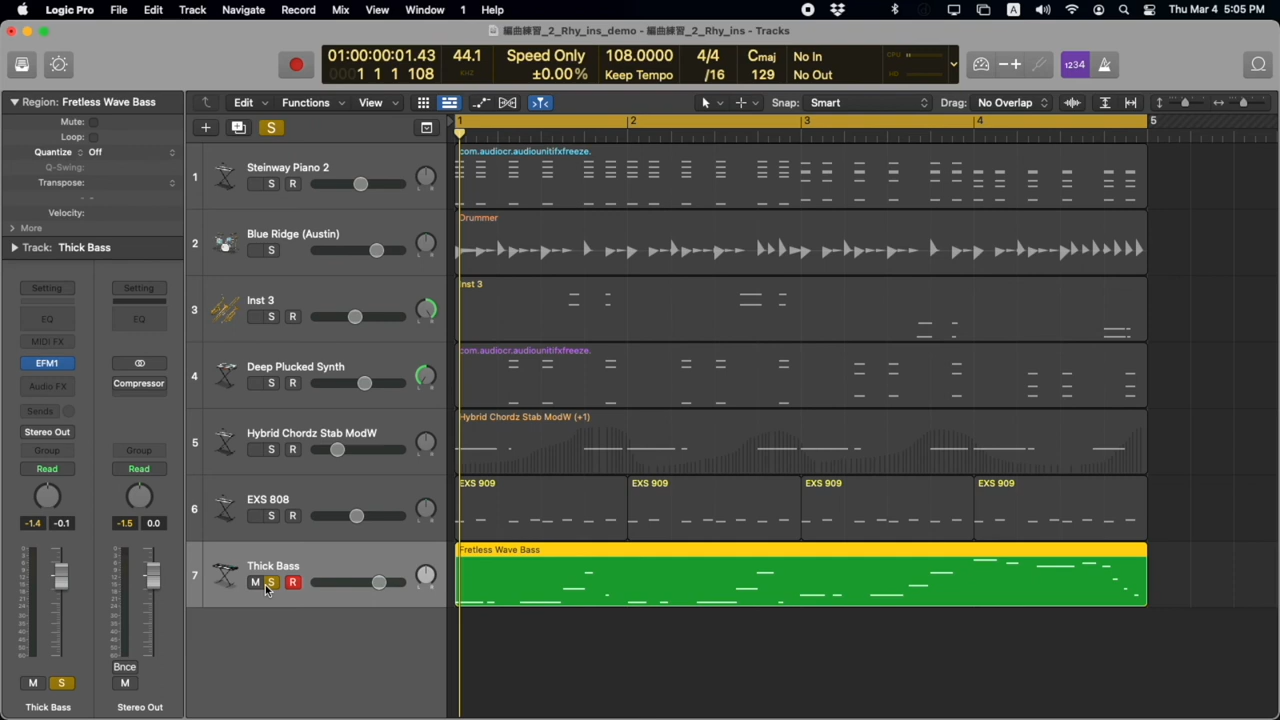 Logic Pro File Edit Track Navigate Record Mix View Window 1 Help A Thu Mar 4 5:05 PM
編曲練習_2_Rhy_ins_demo - 編曲練習_2_Rhy_ins - Tracks
01:00:00:01.43 44.1 Speed Only 108.0000 4/4 Cmaj No In CPU
0001 1 1 108 KHZ ±0.00% Keep Tempo /16 129 No Out HD
1234
Region: Fretless Wave Bass
Edit Functions View Snap: Smart Drag: No Overlap
Mute:
Loop:
Quantize Off
Q-Swing:
Transpose:
Velocity:
More
Track: Thick Bass
S
1 2 3 4 5
1 Steinway Piano 2
S R
com.audiocr.audiounitifxfreeze.
2 Blue Ridge (Austin)
S
Drummer
3 Inst 3
S R
Inst 3
4 Deep Plucked Synth
S R
com.audiocr.audiounitifxfreeze.
5 Hybrid Chordz Stab ModW
S R
Hybrid Chordz Stab ModW (+1)
6 EXS 808
S R
EXS 909 EXS 909 EXS 909 EXS 909
7 Thick Bass
M S R
Fretless Wave Bass
Setting Setting
EQ EQ
MIDI FX
EFM1
Audio FX Compressor
Sends
Stereo Out
Group Group
Read Read
-1.4 -0.1 -1.5 0.0
Bnce
M S M
Thick Bass Stereo Out